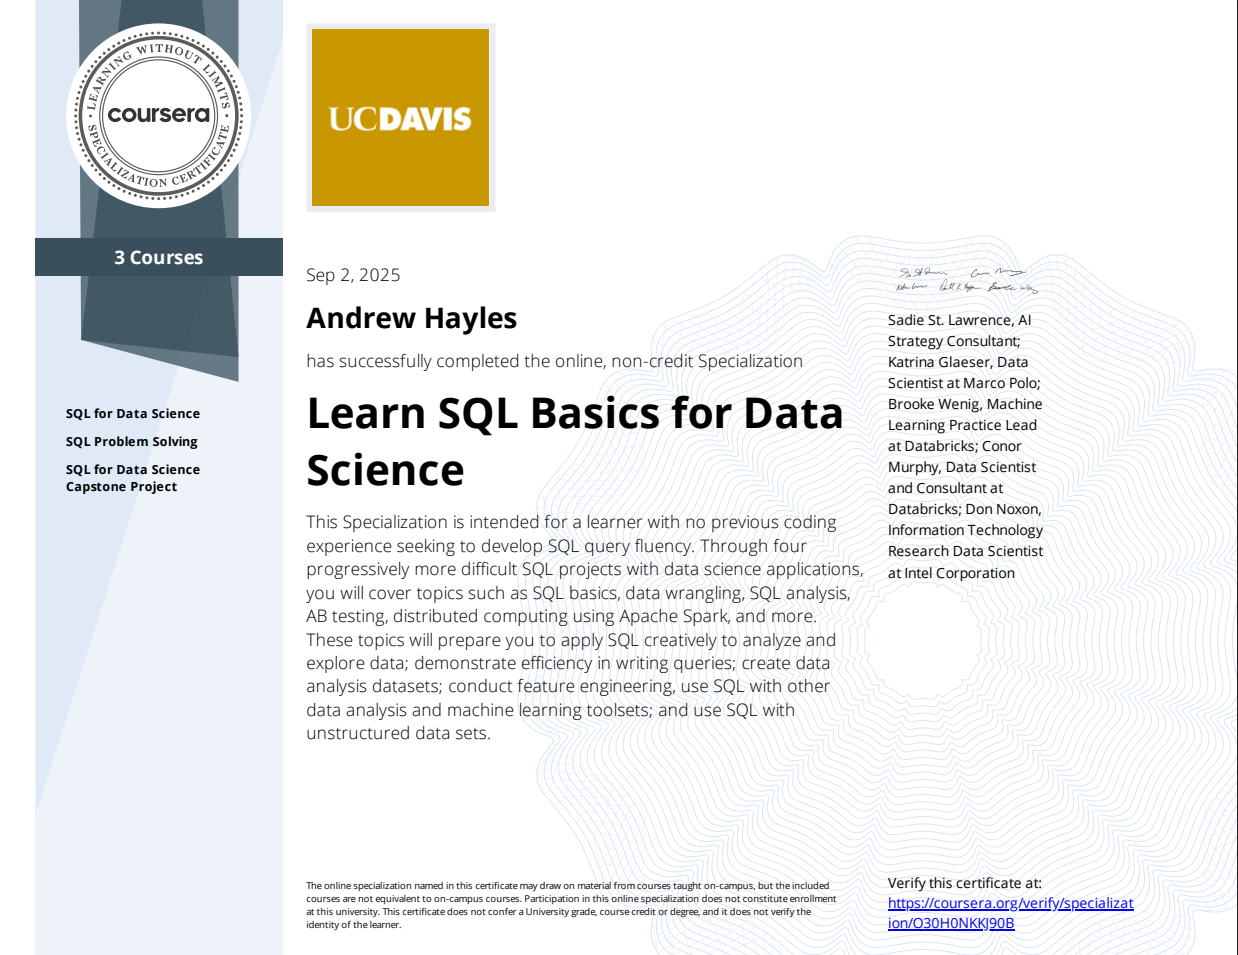 LEARNING WITHOUT LIMITS
coursera
SPECIALIZATION CERTIFICATE
UCDAVIS
3 Courses
SQL for Data Science
SQL Problem Solving
SQL for Data Science
Capstone Project
Sep 2, 2025
Andrew Hayles
has successfully completed the online, non-credit Specialization
Learn SQL Basics for Data
Science
This Specialization is intended for a learner with no previous coding
experience seeking to develop SQL query fluency. Through four
progressively more difficult SQL projects with data science applications,
you will cover topics such as SQL basics, data wrangling, SQL analysis,
AB testing, distributed computing using Apache Spark, and more.
These topics will prepare you to apply SQL creatively to analyze and
explore data; demonstrate efficiency in writing queries; create data
analysis datasets; conduct feature engineering, use SQL with other
data analysis and machine learning toolsets; and use SQL with
unstructured data sets.
The online specialization named in this certificate may draw on material from courses taught on-campus, but the included
courses are not equivalent to on-campus courses. Participation in this online specialization does not constitute enrollment
at this university. This certificate does not confer a University grade, course credit or degree, and it does not verify the
identity of the learner.
Sadie St. Lawrence, AI
Strategy Consultant;
Katrina Glaeser, Data
Scientist at Marco Polo;
Brooke Wenig, Machine
Learning Practice Lead
at Databricks; Conor
Murphy, Data Scientist
and Consultant at
Databricks; Don Noxon,
Information Technology
Research Data Scientist
at Intel Corporation
Verify this certificate at:
https://coursera.org/verify/specializat
ion/O30H0NKKJ90B